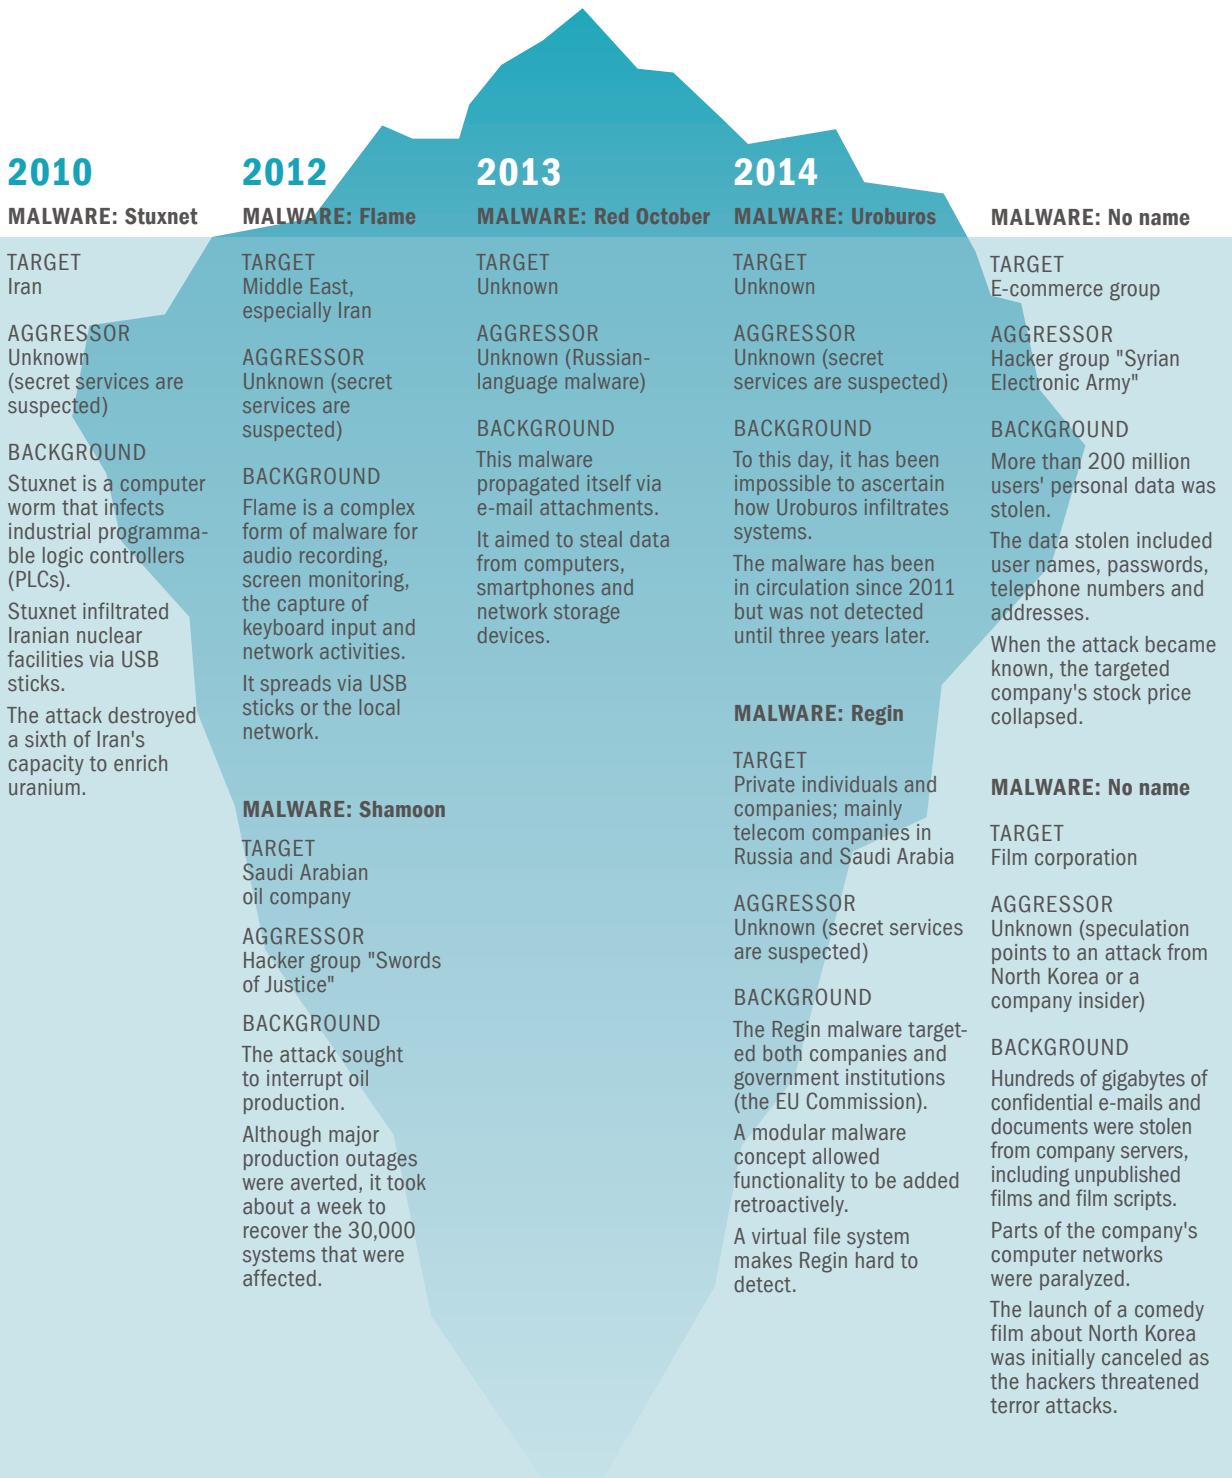 2010
MALWARE: Stuxnet
TARGET
Iran
AGGRESSOR
Unknown
(secret services are
suspected)
BACKGROUND
Stuxnet is a computer
worm that infects
industrial programma-
ble logic controllers
(PLCs).
Stuxnet infiltrated
Iranian nuclear
facilities via USB
sticks.
The attack destroyed
a sixth of Iran's
capacity to enrich
uranium.
2012
MALWARE: Flame
TARGET
Middle East,
especially Iran
AGGRESSOR
Unknown (secret
services are
suspected)
BACKGROUND
Flame is a complex
form of malware for
audio recording,
screen monitoring,
the capture of
keyboard input and
network activities.
It spreads via USB
sticks or the local
network.
MALWARE: Shamoon
TARGET
Saudi Arabian
oil company
AGGRESSOR
Hacker group "Swords
of Justice"
BACKGROUND
The attack sought
to interrupt oil
production.
Although major
production outages
were averted, it took
about a week to
recover the 30,000
systems that were
affected.
2013
MALWARE: Red October
TARGET
Unknown
AGGRESSOR
Unknown (Russian-
language malware)
BACKGROUND
This malware
propagated itself via
e-mail attachments.
It aimed to steal data
from computers,
smartphones and
network storage
devices.
2014
MALWARE: Uroburos
TARGET
Unknown
AGGRESSOR
Unknown (secret
services are suspected)
BACKGROUND
To this day, it has been
impossible to ascertain
how Uroburos infiltrates
systems.
The malware has been
in circulation since 2011
but was not detected
until three years later.
MALWARE: Regin
TARGET
Private individuals and
companies; mainly
telecom companies in
Russia and Saudi Arabia
AGGRESSOR
Unknown (secret services
are suspected)
BACKGROUND
The Regin malware target-
ed both companies and
government institutions
(the EU Commission).
A modular malware
concept allowed
functionality to be added
retroactively.
A virtual file system
makes Regin hard to
detect.
MALWARE: No name
TARGET
E-commerce group
AGGRESSOR
Hacker group "Syrian
Electronic Army"
BACKGROUND
More than 200 million
users' personal data was
stolen.
The data stolen included
user names, passwords,
telephone numbers and
addresses.
When the attack became
known, the targeted
company's stock price
collapsed.
MALWARE: No name
TARGET
Film corporation
AGGRESSOR
Unknown (speculation
points to an attack from
North Korea or a
company insider)
BACKGROUND
Hundreds of gigabytes of
confidential e-mails and
documents were stolen
from company servers,
including unpublished
films and film scripts.
Parts of the company's
computer networks
were paralyzed.
The launch of a comedy
film about North Korea
was initially canceled as
the hackers threatened
terror attacks.